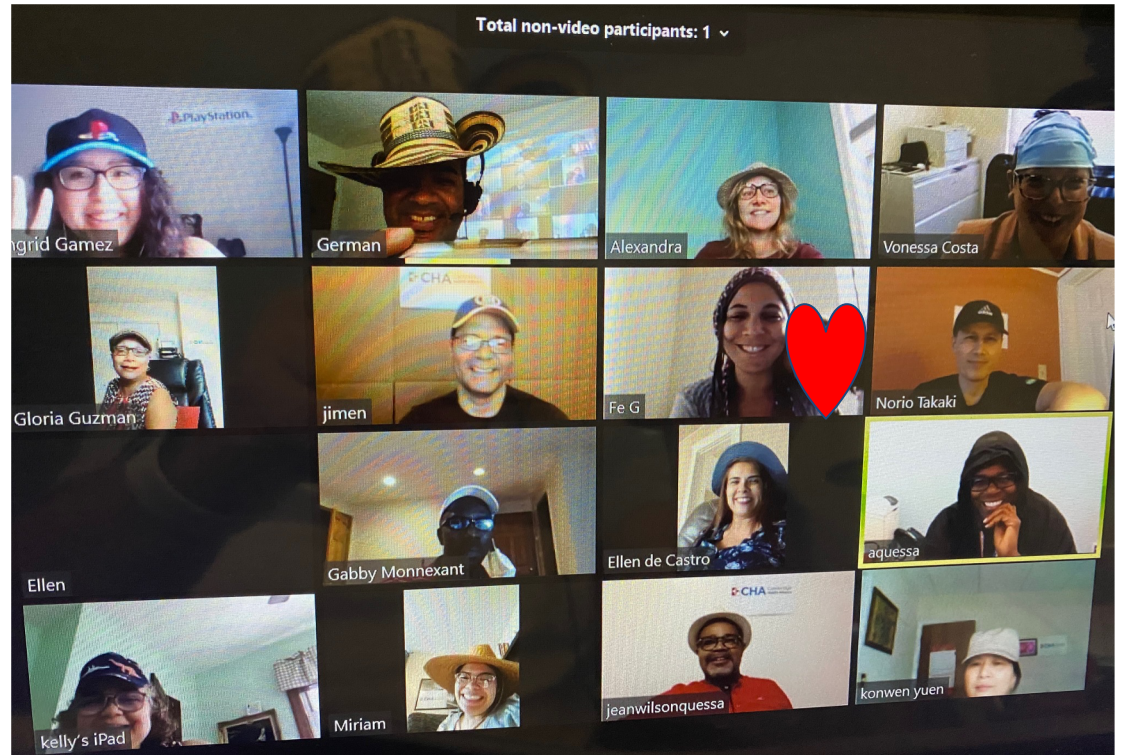 Total non-video participants: 1
PlayStation.
ngrid Gamez
German
Alexandra
Vonessa Costa
CHA
Gloria Guzman
jimen
Fe G
Norio Takaki
Ellen
Gabby Monnexant
Ellen de Castro
aquessa
CHA
kelly's iPad
Miriam
jeanwilsonquessa
konwen yuen